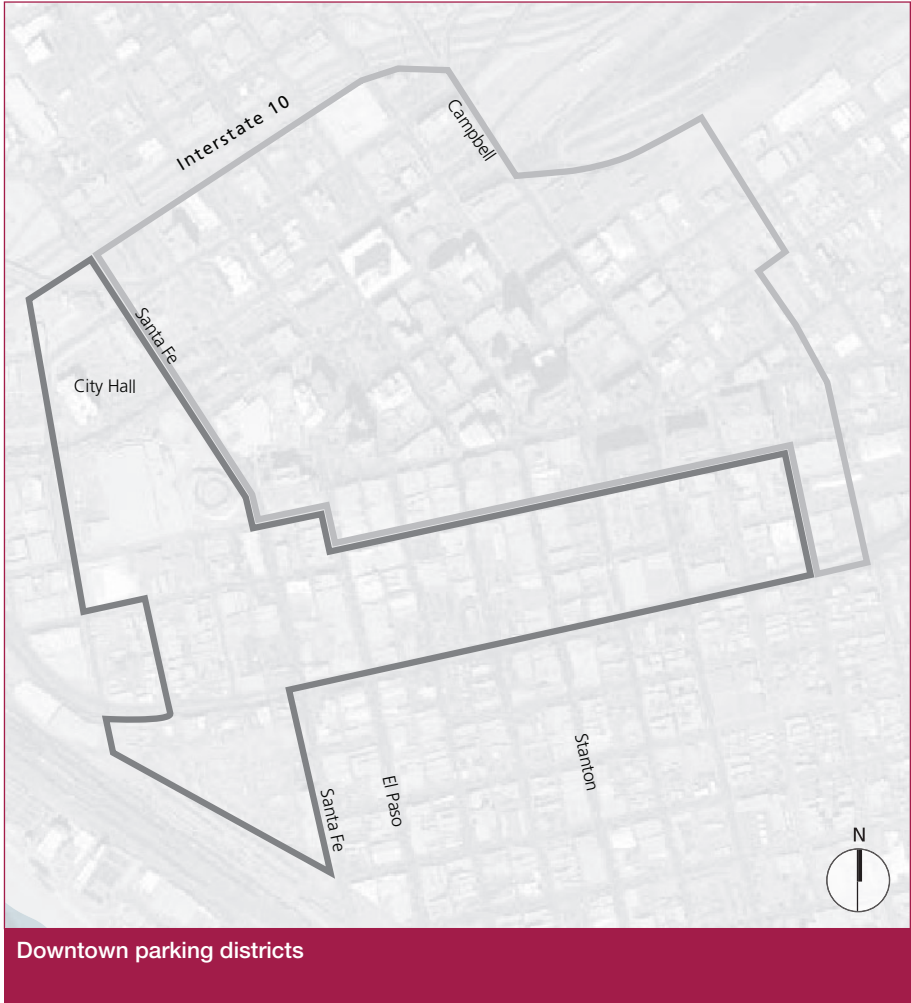 Interstate 10
Campbell
Santa Fe
City Hall
Stanton
El Paso
Santa Fe
N
Downtown parking districts